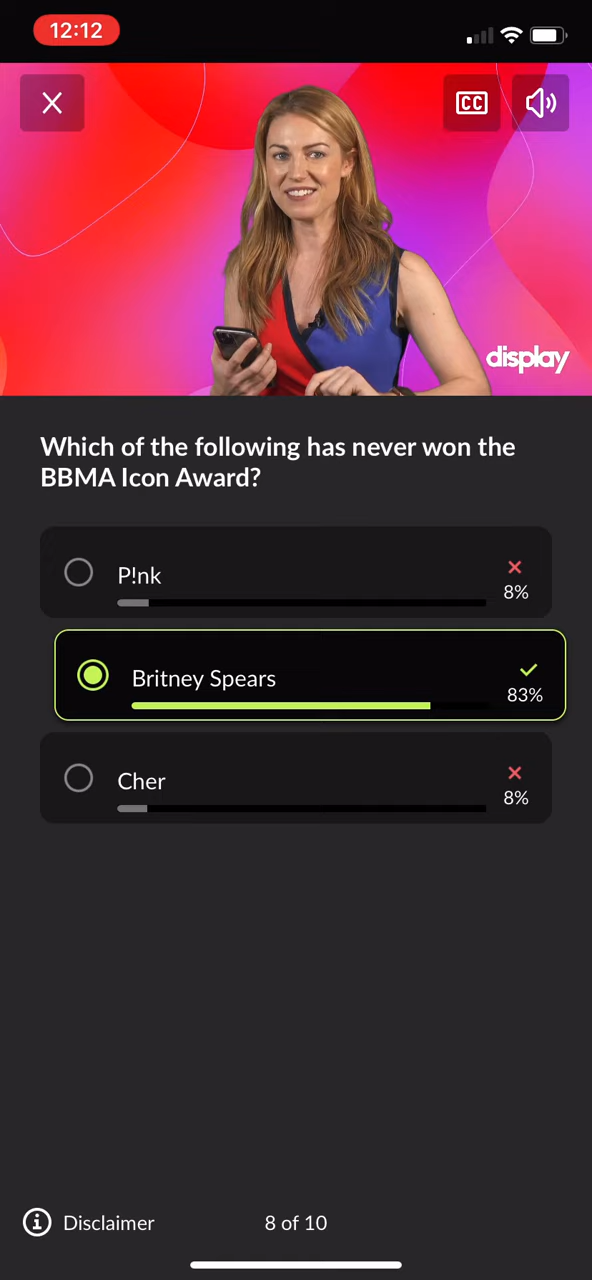 12:12
CC
display
Which of the following has never won the
BBMA Icon Award?
P!nk
8%
Britney Spears
83%
Cher
8%
Disclaimer
8 of 10